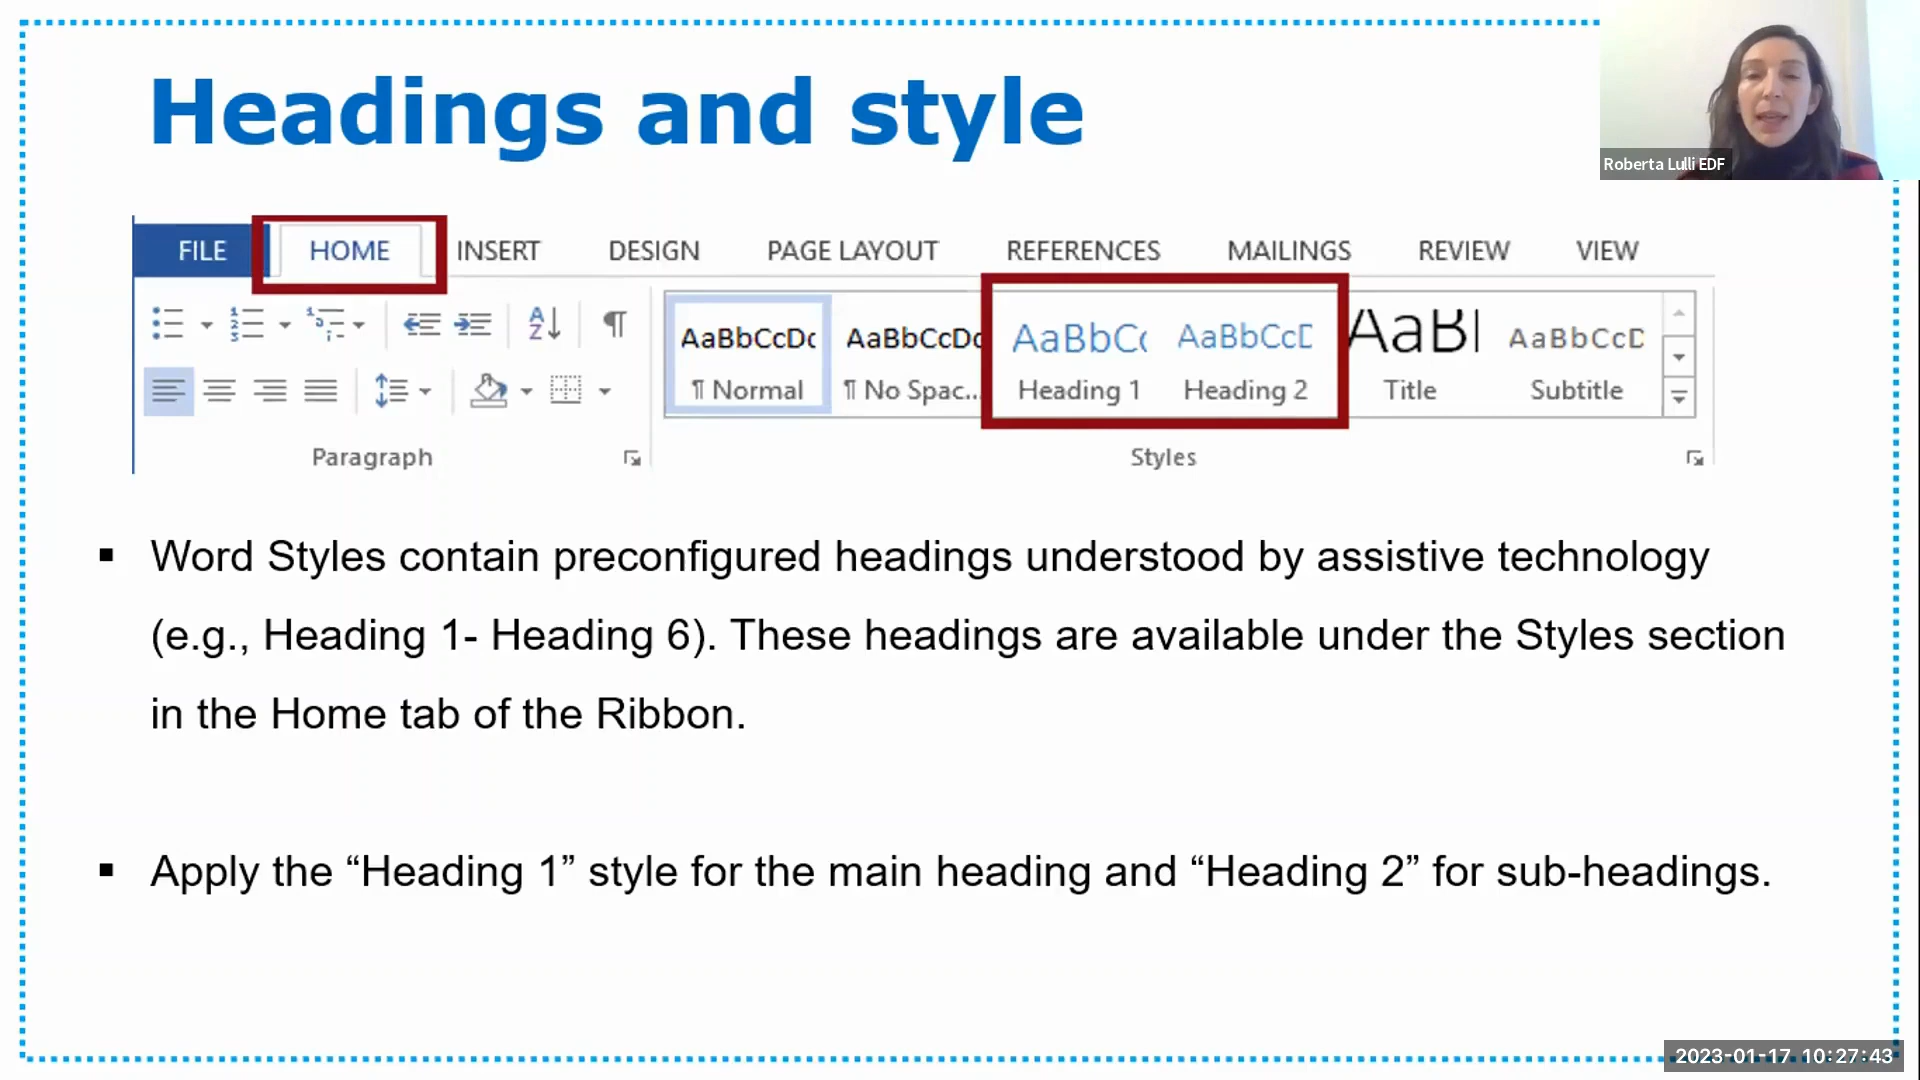 Headings and style
Roberta Lulli EDF
FILE HOME INSERT DESIGN PAGE LAYOUT REFERENCES MAILINGS REVIEW VIEW
AaBbCcDc AaBbCcDc AaBbC AaBbCcD AaB AaBbCcD
¶ Normal ¶ No Spac... Heading 1 Heading 2 Title Subtitle
Paragraph Styles
▪ Word Styles contain preconfigured headings understood by assistive technology
(e.g., Heading 1- Heading 6). These headings are available under the Styles section
in the Home tab of the Ribbon.
▪ Apply the “Heading 1” style for the main heading and “Heading 2” for sub-headings.
2023-01-17 10:27:43